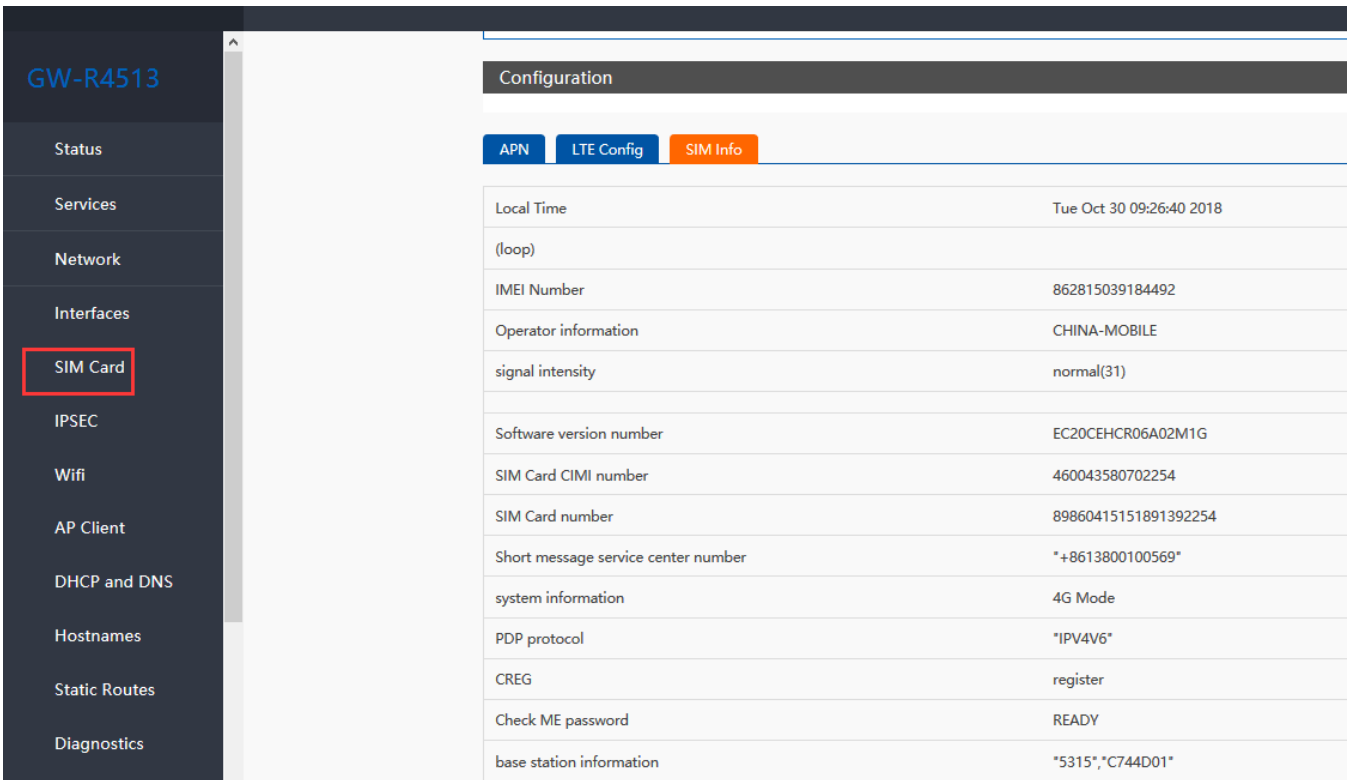 GW-R4513
Status
Services
Network
Interfaces
SIM Card
IPSEC
Wifi
AP Client
DHCP and DNS
Hostnames
Static Routes
Diagnostics
Configuration
APN LTE Config SIM Info
Local Time Tue Oct 30 09:26:40 2018
(loop)
IMEI Number 862815039184492
Operator information CHINA-MOBILE
signal intensity normal(31)
Software version number EC20CEHCR06A02M1G
SIM Card CIMI number 460043580702254
SIM Card number 89860415151891392254
Short message service center number "+8613800100569"
system information 4G Mode
PDP protocol "IPV4V6"
CREG register
Check ME password READY
base station information "5315","C744D01"